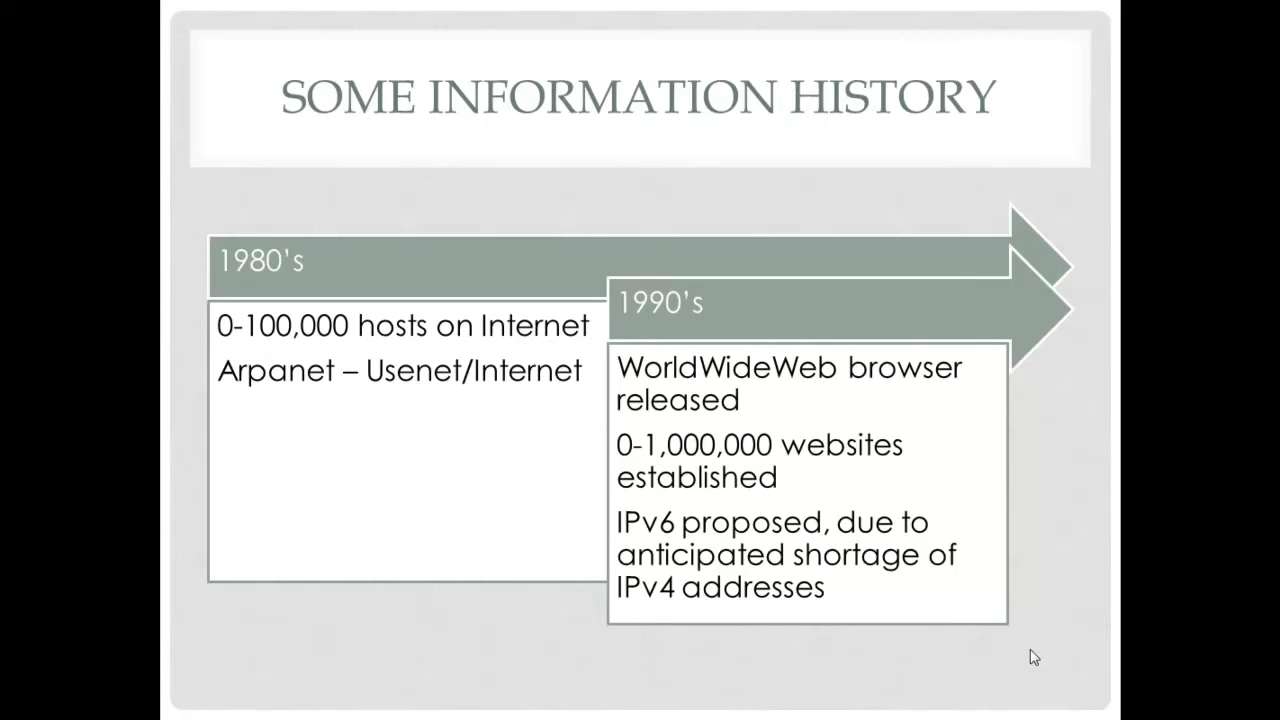 SOME INFORMATION HISTORY
1980’s
0-100,000 hosts on Internet
Arpanet – Usenet/Internet
1990’s
WorldWideWeb browser
released
0-1,000,000 websites
established
IPv6 proposed, due to
anticipated shortage of
IPv4 addresses